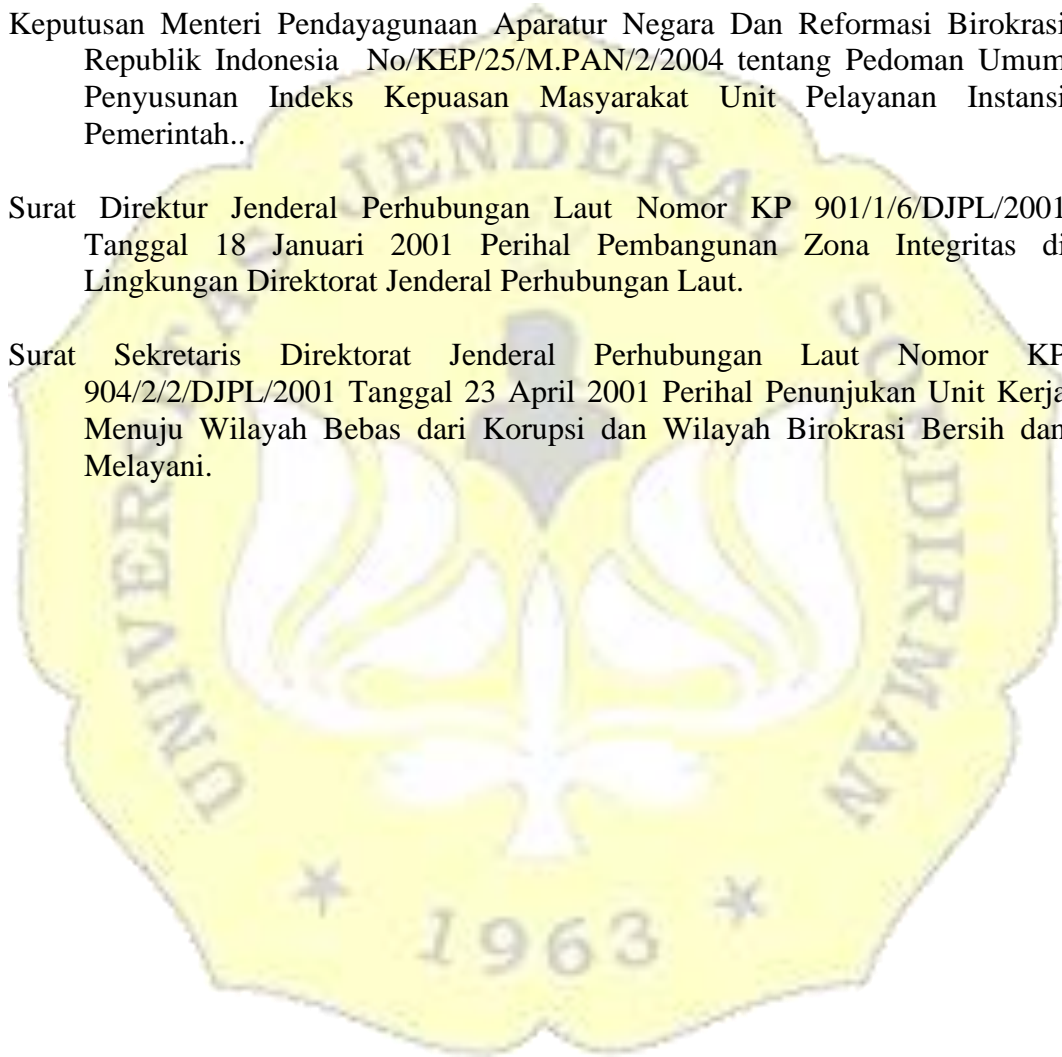 Keputusan Menteri Pendayagunaan Aparatur Negara Dan Reformasi Birokrasi
Republik Indonesia No/KEP/25/M.PAN/2/2004 tentang Pedoman Umum
Penyusunan Indeks Kepuasan Masyarakat Unit Pelayanan Instansi
Pemerintah..
Surat Direktur Jenderal Perhubungan Laut Nomor KP 901/1/6/DJPL/2001
Tanggal 18 Januari 2001 Perihal Pembangunan Zona Integritas di
Lingkungan Direktorat Jenderal Perhubungan Laut.
Surat Sekretaris Direktorat Jenderal Perhubungan Laut Nomor KP
904/2/2/DJPL/2001 Tanggal 23 April 2001 Perihal Penunjukan Unit Kerja
Menuju Wilayah Bebas dari Korupsi dan Wilayah Birokrasi Bersih dan
Melayani.
UNIVERSITAS JENDERAL SOEDIRMAN
1963